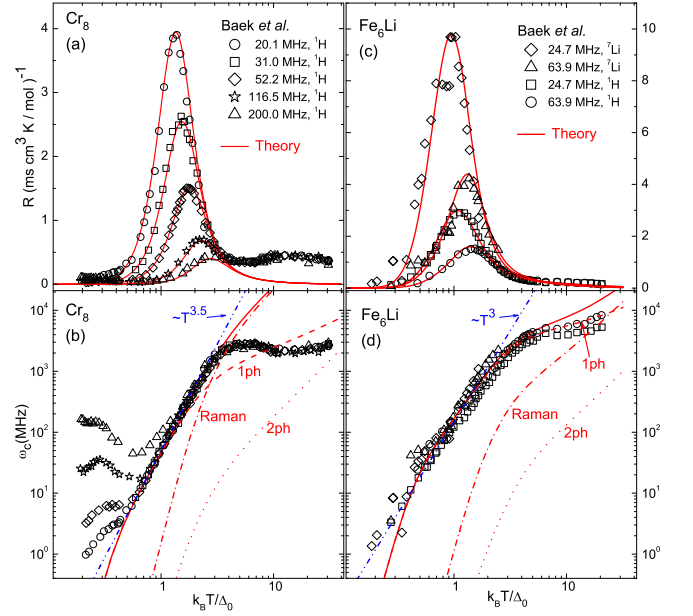 Cr8
(a)
Baek et al.
20.1 MHz, 1H
31.0 MHz, 1H
52.2 MHz, 1H
116.5 MHz, 1H
200.0 MHz, 1H
Theory
R (ms cm3 K / mol )-1
4
3
2
1
0
Fe6Li
(c)
Baek et al.
24.7 MHz, 7Li
63.9 MHz, 7Li
24.7 MHz, 1H
63.9 MHz, 1H
Theory
10
8
6
4
2
0
Cr8
(b)
~T3.5
1ph
Raman
2ph
ωc(MHz)
104
103
102
101
100
1
10
kBT/Δ0
Fe6Li
(d)
~T3
1ph
Raman
2ph
104
103
102
101
100
1
10
kBT/Δ0